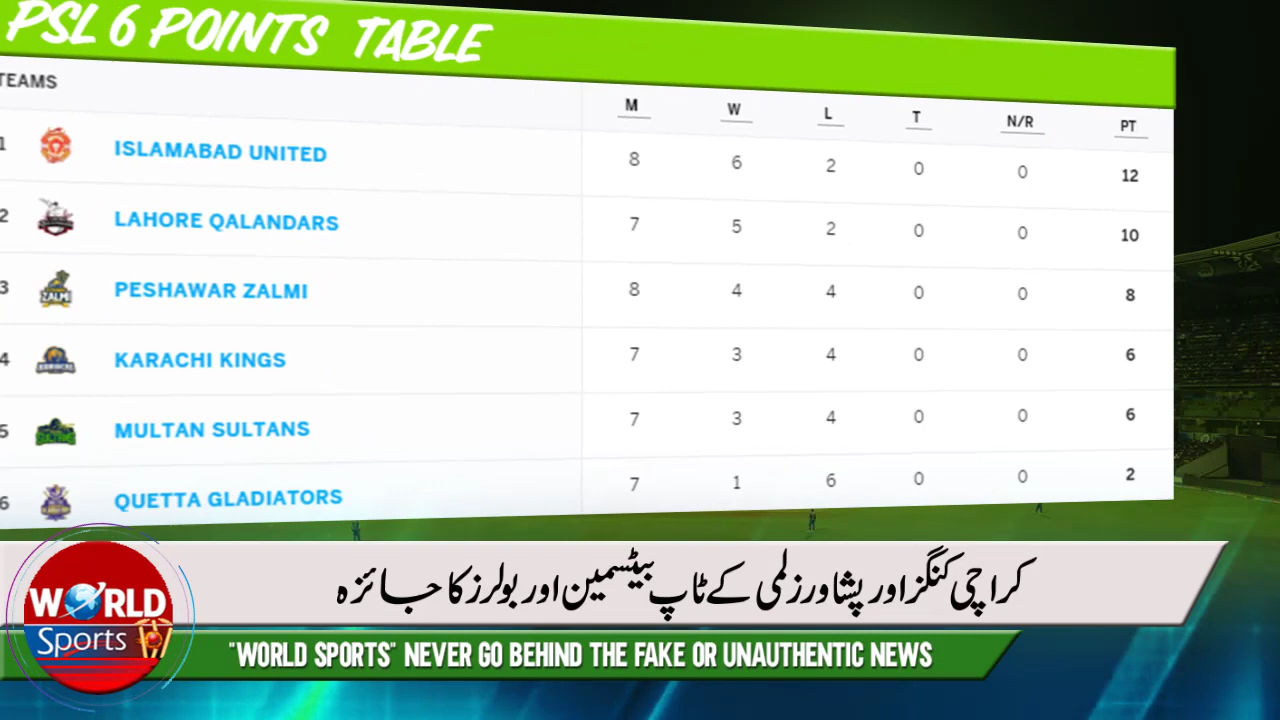 PSL 6 POINTS TABLE
TEAMS M W L T N/R PT
1 ISLAMABAD UNITED 8 6 2 0 0 12
2 LAHORE QALANDARS 7 5 2 0 0 10
3 ZALMI PESHAWAR ZALMI 8 4 4 0 0 8
4 KARACHI KINGS 7 3 4 0 0 6
5 MULTAN SULTANS 7 3 4 0 0 6
6 QUETTA GLADIATORS 7 1 6 0 0 2
کراچی کنگز اور پشاور زلمی کے ٹاپ بیٹسمین اور بولرز کا جائزہ
WORLD
Sports
"WORLD SPORTS" NEVER GO BEHIND THE FAKE OR UNAUTHENTIC NEWS